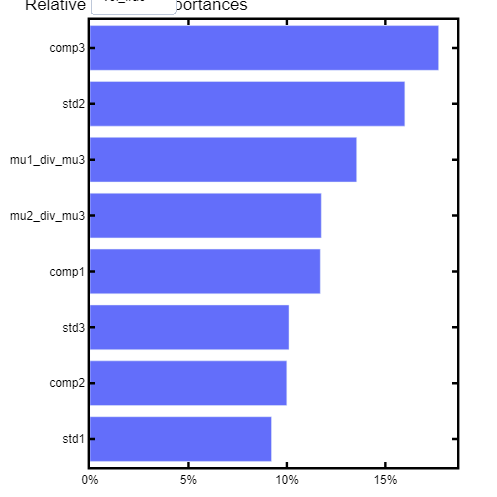 Relative
portances
comp3
std2
mu1_div_mu3
mu2_div_mu3
comp1
std3
comp2
std1
0% 5% 10% 15%